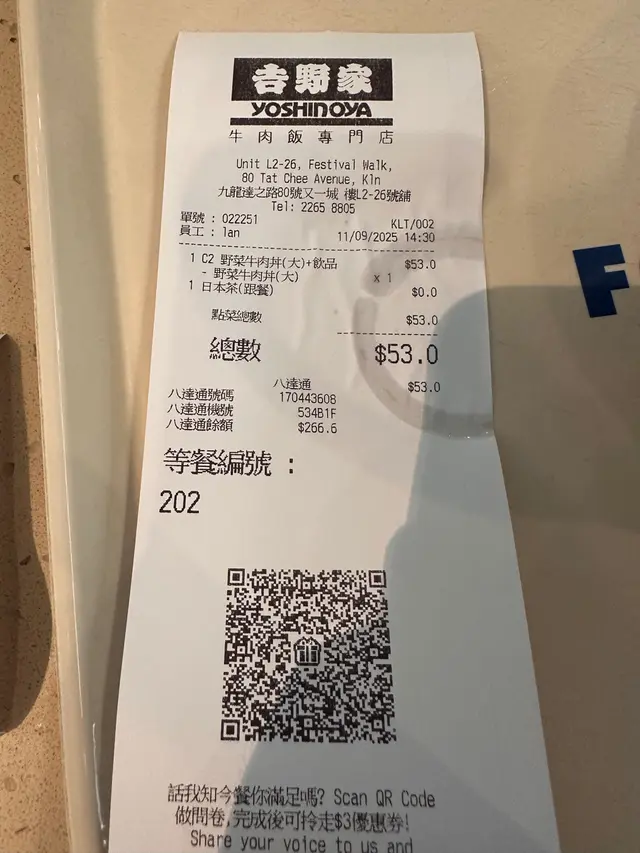 吉野家
YOSHINOYA
牛肉飯專門店
Unit L2-26, Festival Walk,
80 Tat Chee Avenue, Kln
九龍達之路80號又一城 樓L2-26號舖
Tel: 2265 8805
單號 : 022251 KLT/002
員工 : lan 11/09/2025 14:30
1 C2 野菜牛肉丼(大)+飲品 $53.0
- 野菜牛肉丼(大) x 1
1 日本茶(跟餐) $0.0
點菜總數 $53.0
總數 $53.0
八達通 $53.0
八達通號碼 170443608
八達通機號 534B1F
八達通餘額 $266.6
等餐編號 :
202
話我知今餐你滿足嗎? Scan QR Code
做問卷,完成後可拎走$3優惠券!
Share your voice to us and
F